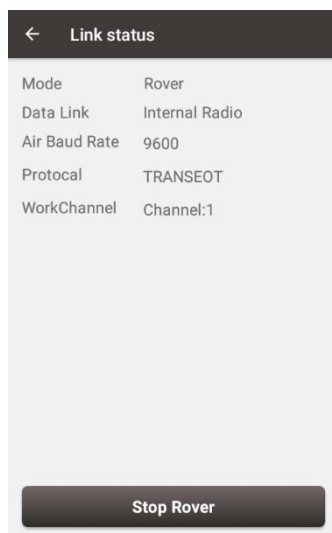 Link status
Mode Rover
Data Link Internal Radio
Air Baud Rate 9600
Protocal TRANSEOT
WorkChannel Channel:1
Stop Rover